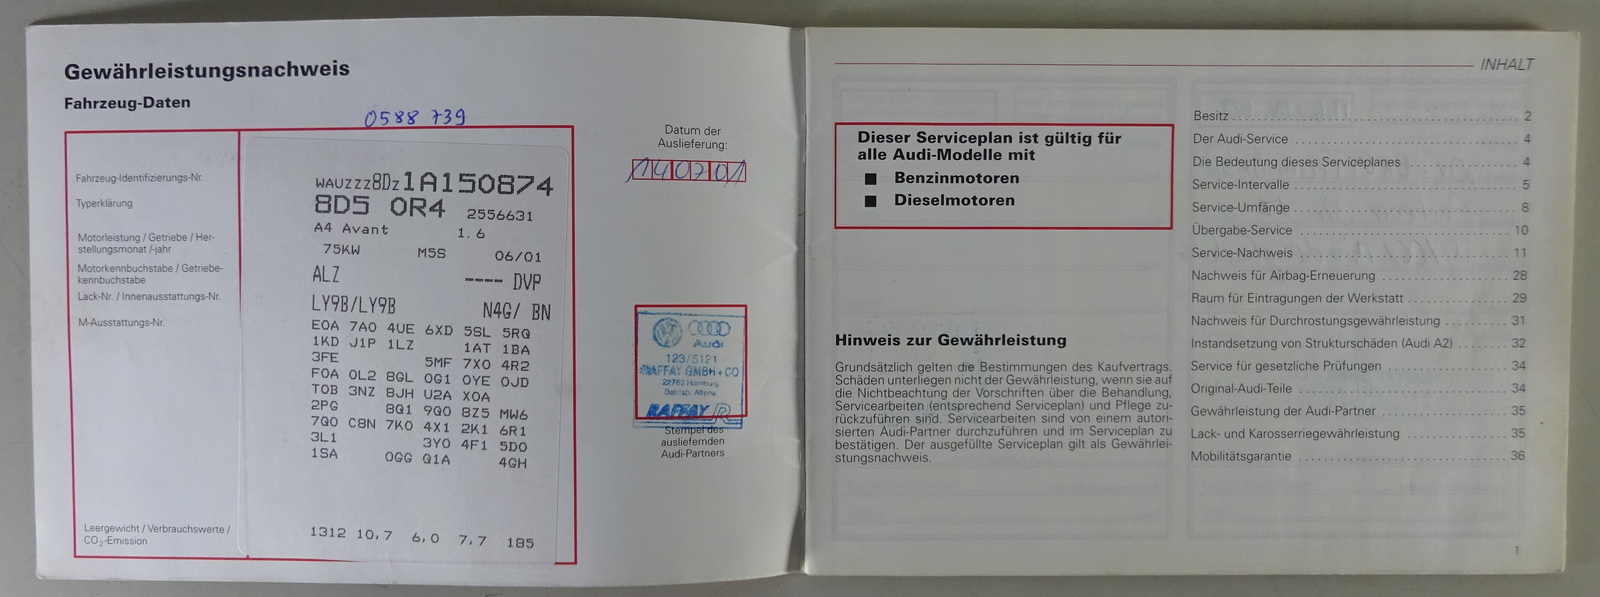 Gewährleistungsnachweis
Fahrzeug-Daten
0588 739
Fahrzeug-Identifizierungs-Nr.
Typerklärung
Motorleistung / Getriebe / Her-
stellungsmonat /-jahr
Motorkennbuchstabe / Getriebe-
kennbuchstabe
Lack-Nr. / Innenausstattungs-Nr.
M-Ausstattungs-Nr.
Leergewicht / Verbrauchswerte /
CO2-Emission
WAUZZZ8DZ1A150874
8D5 0R4 2556631
A4 Avant 1.6
75KW M5S 06/01
ALZ ---- DVP
LY9B/LY9B N4G/ BN
E0A 7A0 4UE 6XD 5SL 5RQ
1KD J1P 1LZ 1AT 1BA
3FE 5MF 7X0 4R2
F0A 0L2 8GL 0G1 0YE 0JD
T0B 3NZ 8JH U2A X0A
2PG 8Q1 9Q0 8Z5 MW6
7Q0 C8N 7K0 4X1 2K1 6R1
3L1 3Y0 4F1 5D0
1SA 0GG Q1A 4GH
1312 10,7 6,0 7,7 185
Datum der
Auslieferung:
140701
Audi
123/5121
RAFFAY GMBH + CO
22763 Hamburg
Betrieb. Altona
RAFFAY R
Stempel des
ausliefernden
Audi-Partners
INHALT
Dieser Serviceplan ist gültig für
alle Audi-Modelle mit
■ Benzinmotoren
■ Dieselmotoren
Hinweis zur Gewährleistung
Grundsätzlich gelten die Bestimmungen des Kaufvertrags.
Schäden unterliegen nicht der Gewährleistung, wenn sie auf
die Nichtbeachtung der Vorschriften über die Behandlung,
Servicearbeiten (entsprechend Serviceplan) und Pflege zu-
rückzuführen sind. Servicearbeiten sind von einem autori-
sierten Audi-Partner durchzuführen und im Serviceplan zu
bestätigen. Der ausgefüllte Serviceplan gilt als Gewährlei-
stungsnachweis.
Besitz 2
Der Audi-Service 4
Die Bedeutung dieses Serviceplanes 4
Service-Intervalle 5
Service-Umfänge 8
Übergabe-Service 10
Service-Nachweis 11
Nachweis für Airbag-Erneuerung 28
Raum für Eintragungen der Werkstatt 29
Nachweis für Durchrostungsgewährleistung 31
Instandsetzung von Strukturschäden (Audi A2) 32
Service für gesetzliche Prüfungen 34
Original-Audi-Teile 34
Gewährleistung der Audi-Partner 35
Lack- und Karosseriegewährleistung 35
Mobilitätsgarantie 36
1